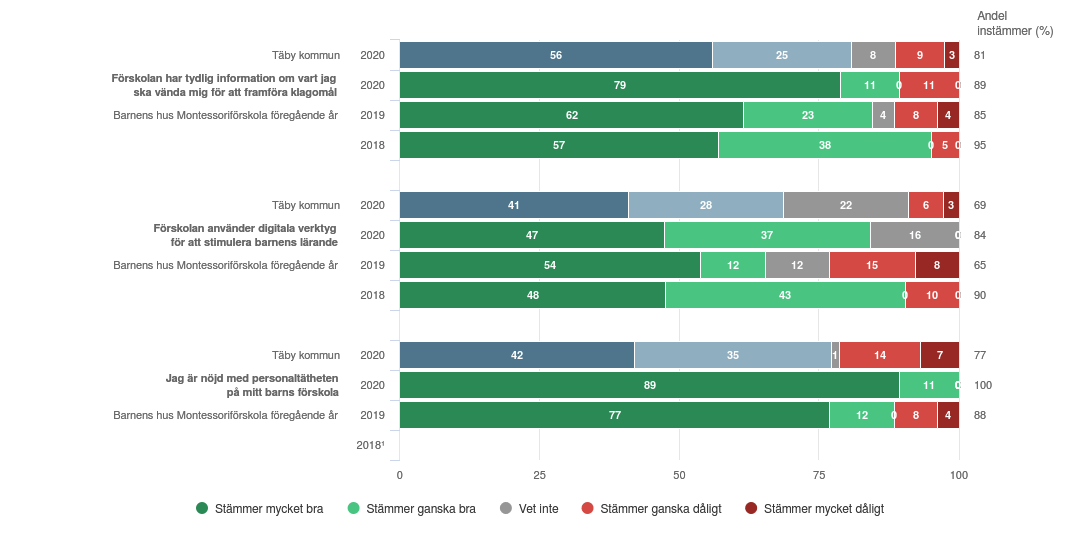 Andel
instämmer (%)
Täby kommun 2020 56 25 8 9 3 81
Förskolan har tydlig information om vart jag
ska vända mig för att framföra klagomål
2020 79 11 0 11 0 89
Barnens hus Montessoriförskola föregående år 2019 62 23 4 8 4 85
2018 57 38 0 5 0 95
Täby kommun 2020 41 28 22 6 3 69
Förskolan använder digitala verktyg
för att stimulera barnens lärande
2020 47 37 16 0 84
Barnens hus Montessoriförskola föregående år 2019 54 12 12 15 8 65
2018 48 43 0 10 0 90
Täby kommun 2020 42 35 1 14 7 77
Jag är nöjd med personaltätheten
på mitt barns förskola
2020 89 11 0 100
Barnens hus Montessoriförskola föregående år 2019 77 12 0 8 4 88
2018¹
0 25 50 75 100
Stämmer mycket bra Stämmer ganska bra Vet inte Stämmer ganska dåligt Stämmer mycket dåligt